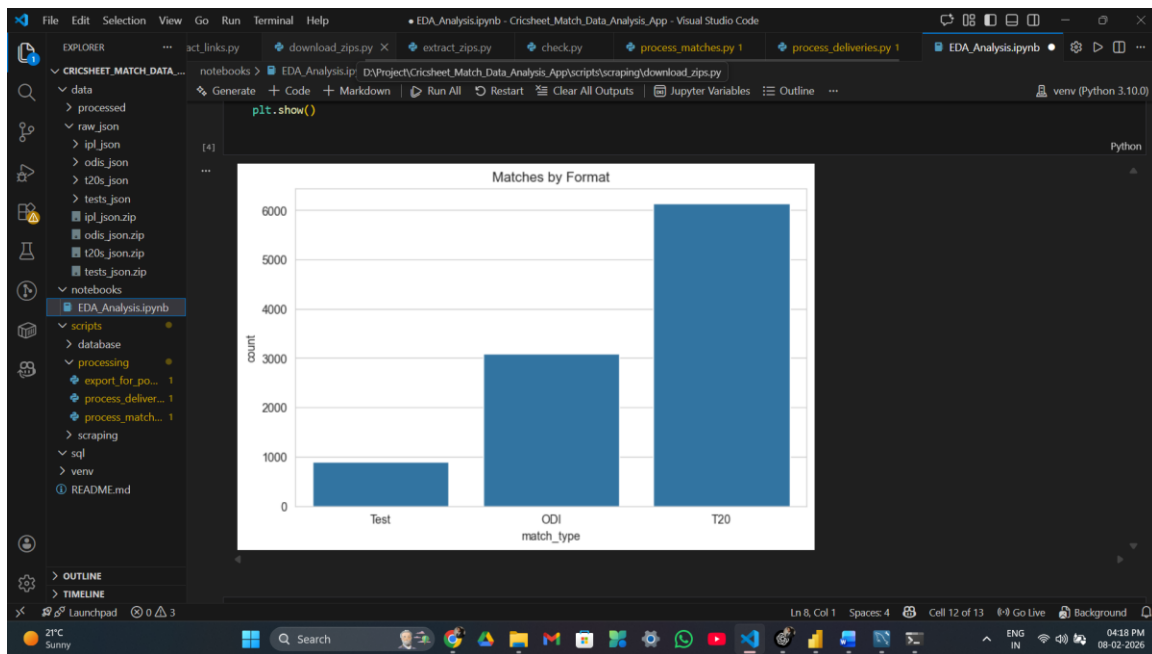 File Edit Selection View Go Run Terminal Help
● EDA_Analysis.ipynb - Cricsheet_Match_Data_Analysis_App - Visual Studio Code
EXPLORER ...
act_links.py
download_zips.py
extract_zips.py
check.py
process_matches.py 1
process_deliveries.py 1
EDA_Analysis.ipynb ●
CRICSHEET_MATCH_DATA_...
notebooks > EDA_Analysis.ip
D:\Project\Cricsheet_Match_Data_Analysis_App\scripts\scraping\download_zips.py
Generate + Code + Markdown | Run All Restart Clear All Outputs | Jupyter Variables Outline ...
venv (Python 3.10.0)
data
processed
raw_json
ipl_json
odis_json
t20s_json
tests_json
ipl_json.zip
odis_json.zip
t20s_json.zip
tests_json.zip
notebooks
EDA_Analysis.ipynb
scripts
database
processing
export_for_po... 1
process_deliver... 1
process_match... 1
scraping
sql
venv
README.md
OUTLINE
TIMELINE
plt.show()
[4]
Python
...
Matches by Format
6000
5000
4000
3000
2000
1000
0
count
Test ODI T20
match_type
Launchpad 0 3
Ln 8, Col 1 Spaces: 4 Cell 12 of 13 Go Live Background
1
21°C
Sunny
Search
ENG
IN
04:18 PM
08-02-2026